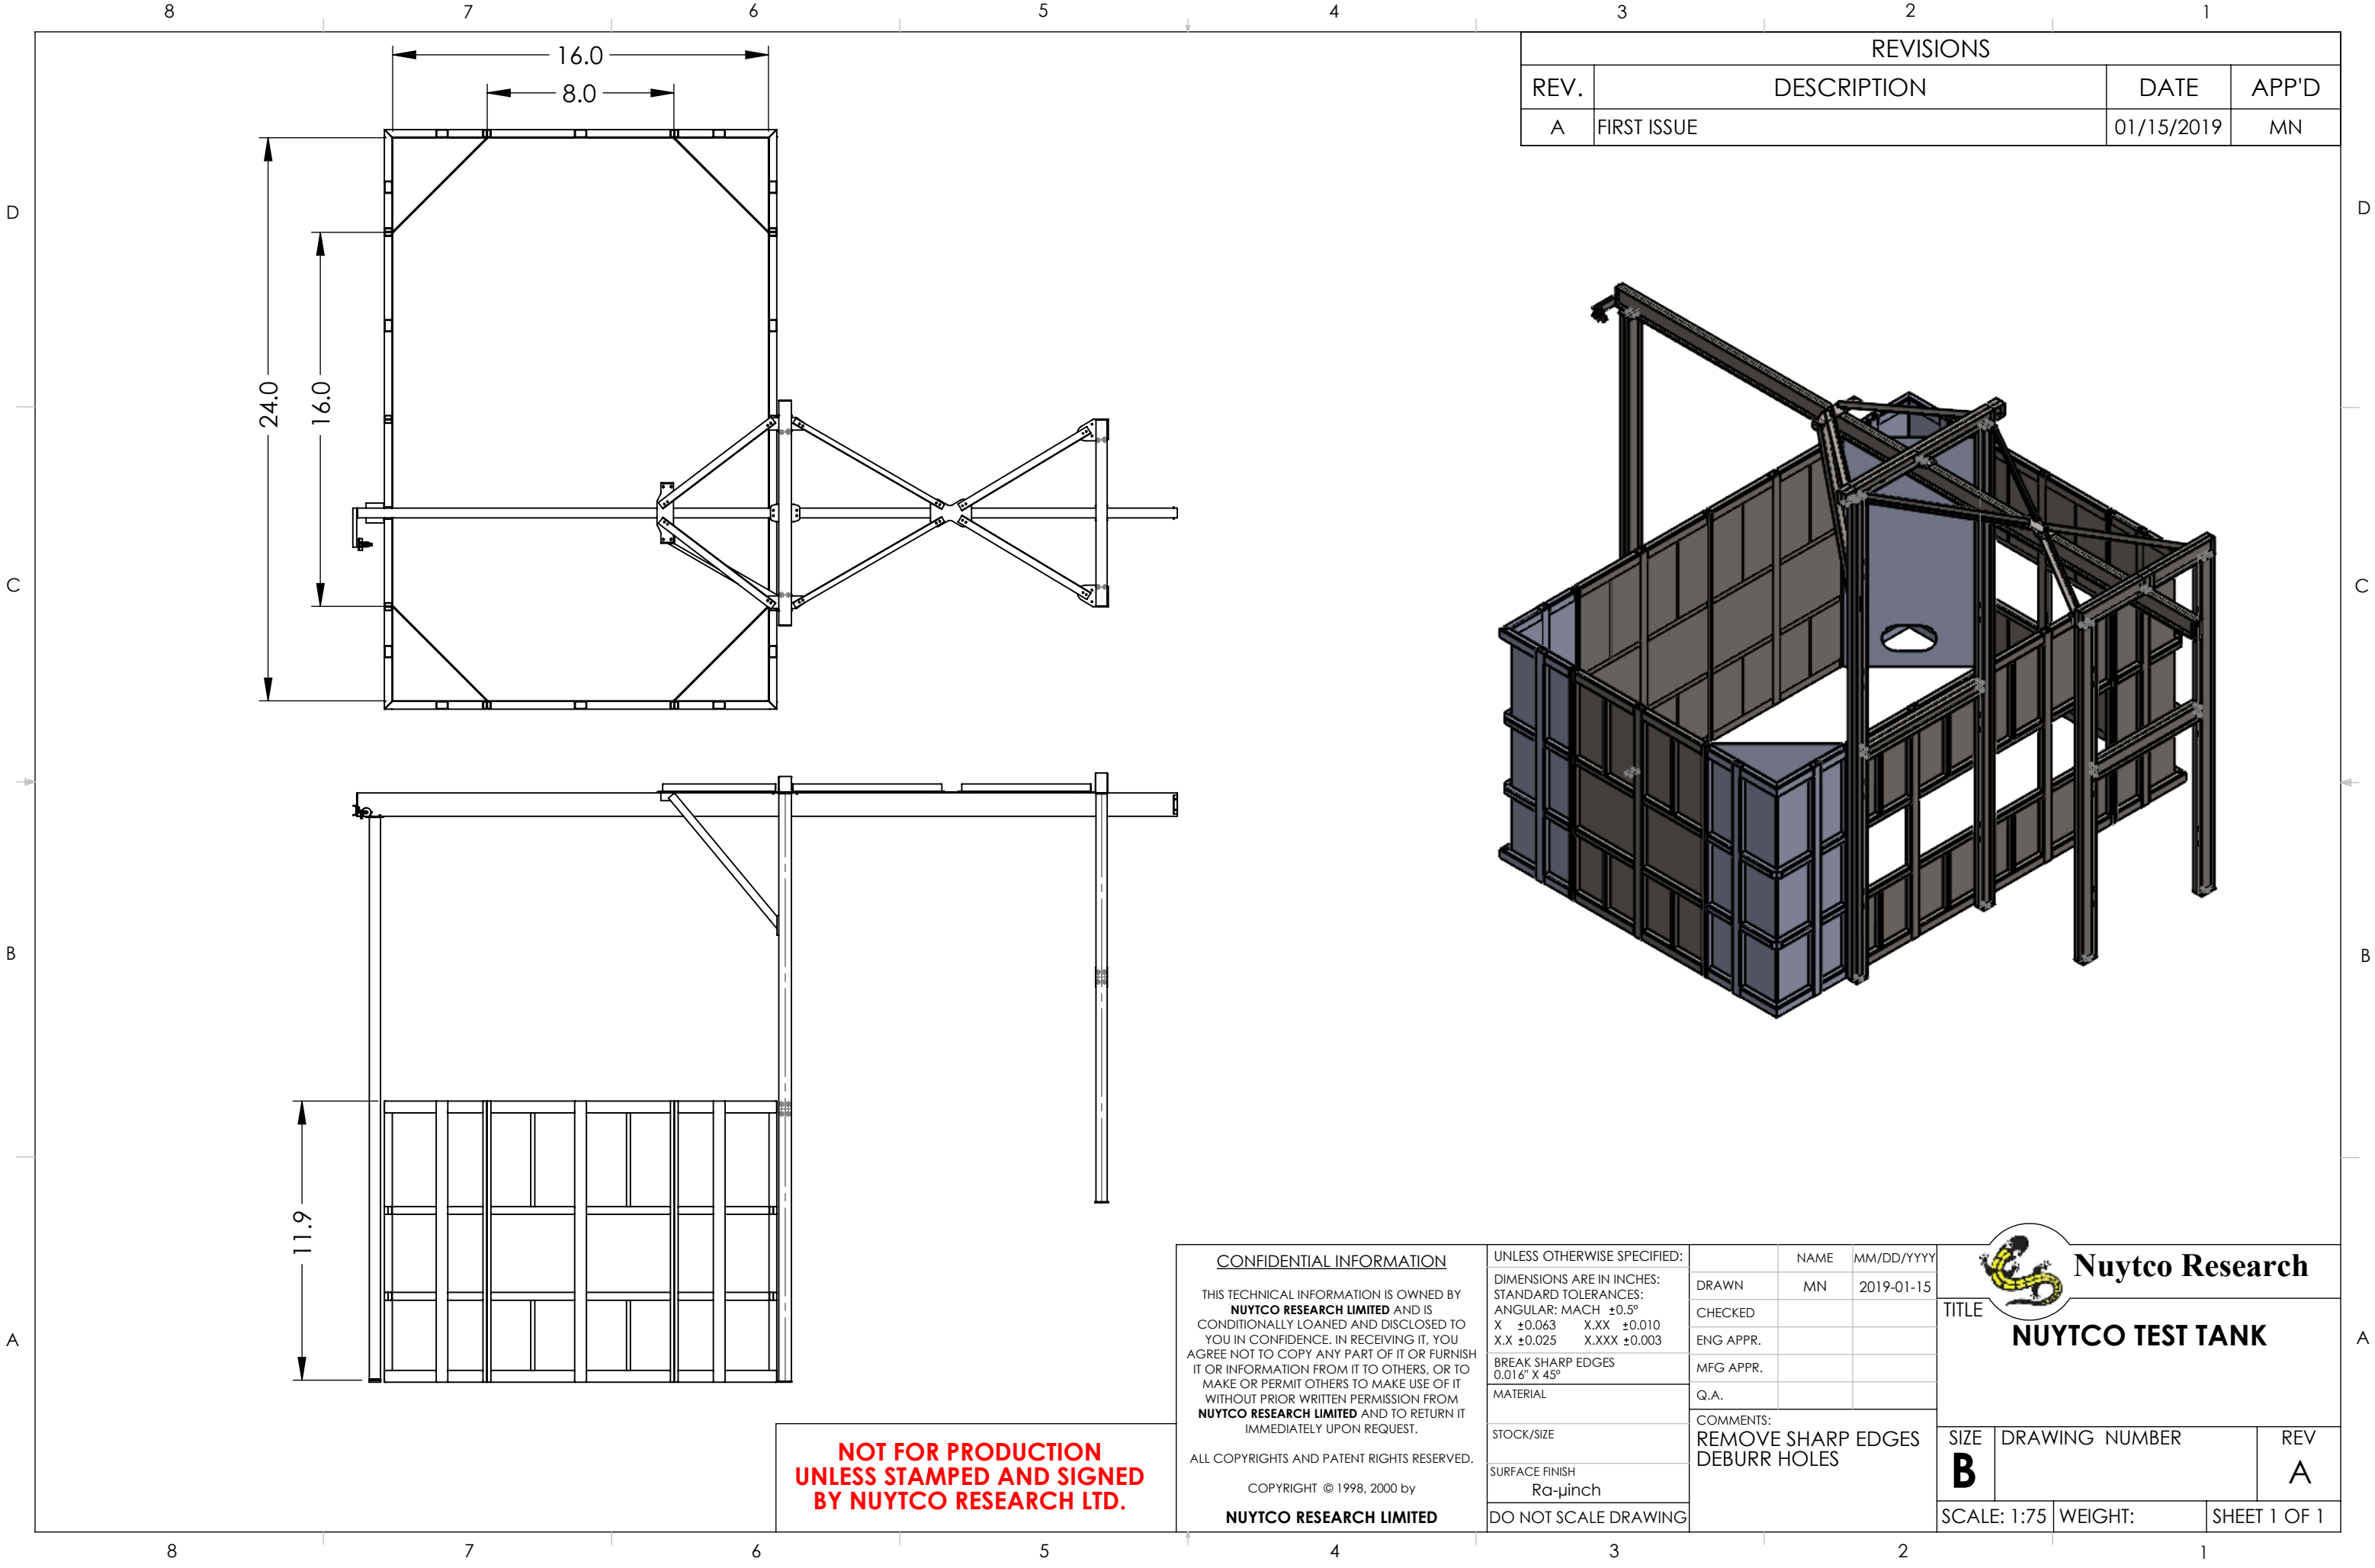 8 7 6 5 4 3 2 1
REVISIONS
REV. DESCRIPTION DATE APP'D
A FIRST ISSUE 01/15/2019 MN
16.0
8.0
D D
24.0
16.0
C C
B B
11.9
A A
CONFIDENTIAL INFORMATION
THIS TECHNICAL INFORMATION IS OWNED BY
NUYTCO RESEARCH LIMITED AND IS
CONDITIONALLY LOANED AND DISCLOSED TO
YOU IN CONFIDENCE. IN RECEIVING IT, YOU
AGREE NOT TO COPY ANY PART OF IT OR FURNISH
IT OR INFORMATION FROM IT TO OTHERS, OR TO
MAKE OR PERMIT OTHERS TO MAKE USE OF IT
WITHOUT PRIOR WRITTEN PERMISSION FROM
NUYTCO RESEARCH LIMITED AND TO RETURN IT
IMMEDIATELY UPON REQUEST.
ALL COPYRIGHTS AND PATENT RIGHTS RESERVED.
COPYRIGHT © 1998, 2000 by
NUYTCO RESEARCH LIMITED
UNLESS OTHERWISE SPECIFIED:
DIMENSIONS ARE IN INCHES:
STANDARD TOLERANCES:
ANGULAR: MACH ±0.5°
X ±0.063 X.XX ±0.010
X.X ±0.025 X.XXX ±0.003
BREAK SHARP EDGES
0.016" X 45°
MATERIAL
STOCK/SIZE
SURFACE FINISH
Ra-µinch
DO NOT SCALE DRAWING
NAME MM/DD/YYYY
DRAWN MN 2019-01-15
CHECKED
ENG APPR.
MFG APPR.
Q.A.
COMMENTS:
REMOVE SHARP EDGES
DEBURR HOLES
Nuytco Research
TITLE
NUYTCO TEST TANK
SIZE DRAWING NUMBER REV
B A
SCALE: 1:75 WEIGHT: SHEET 1 OF 1
NOT FOR PRODUCTION
UNLESS STAMPED AND SIGNED
BY NUYTCO RESEARCH LTD.
8 7 6 5 4 3 2 1